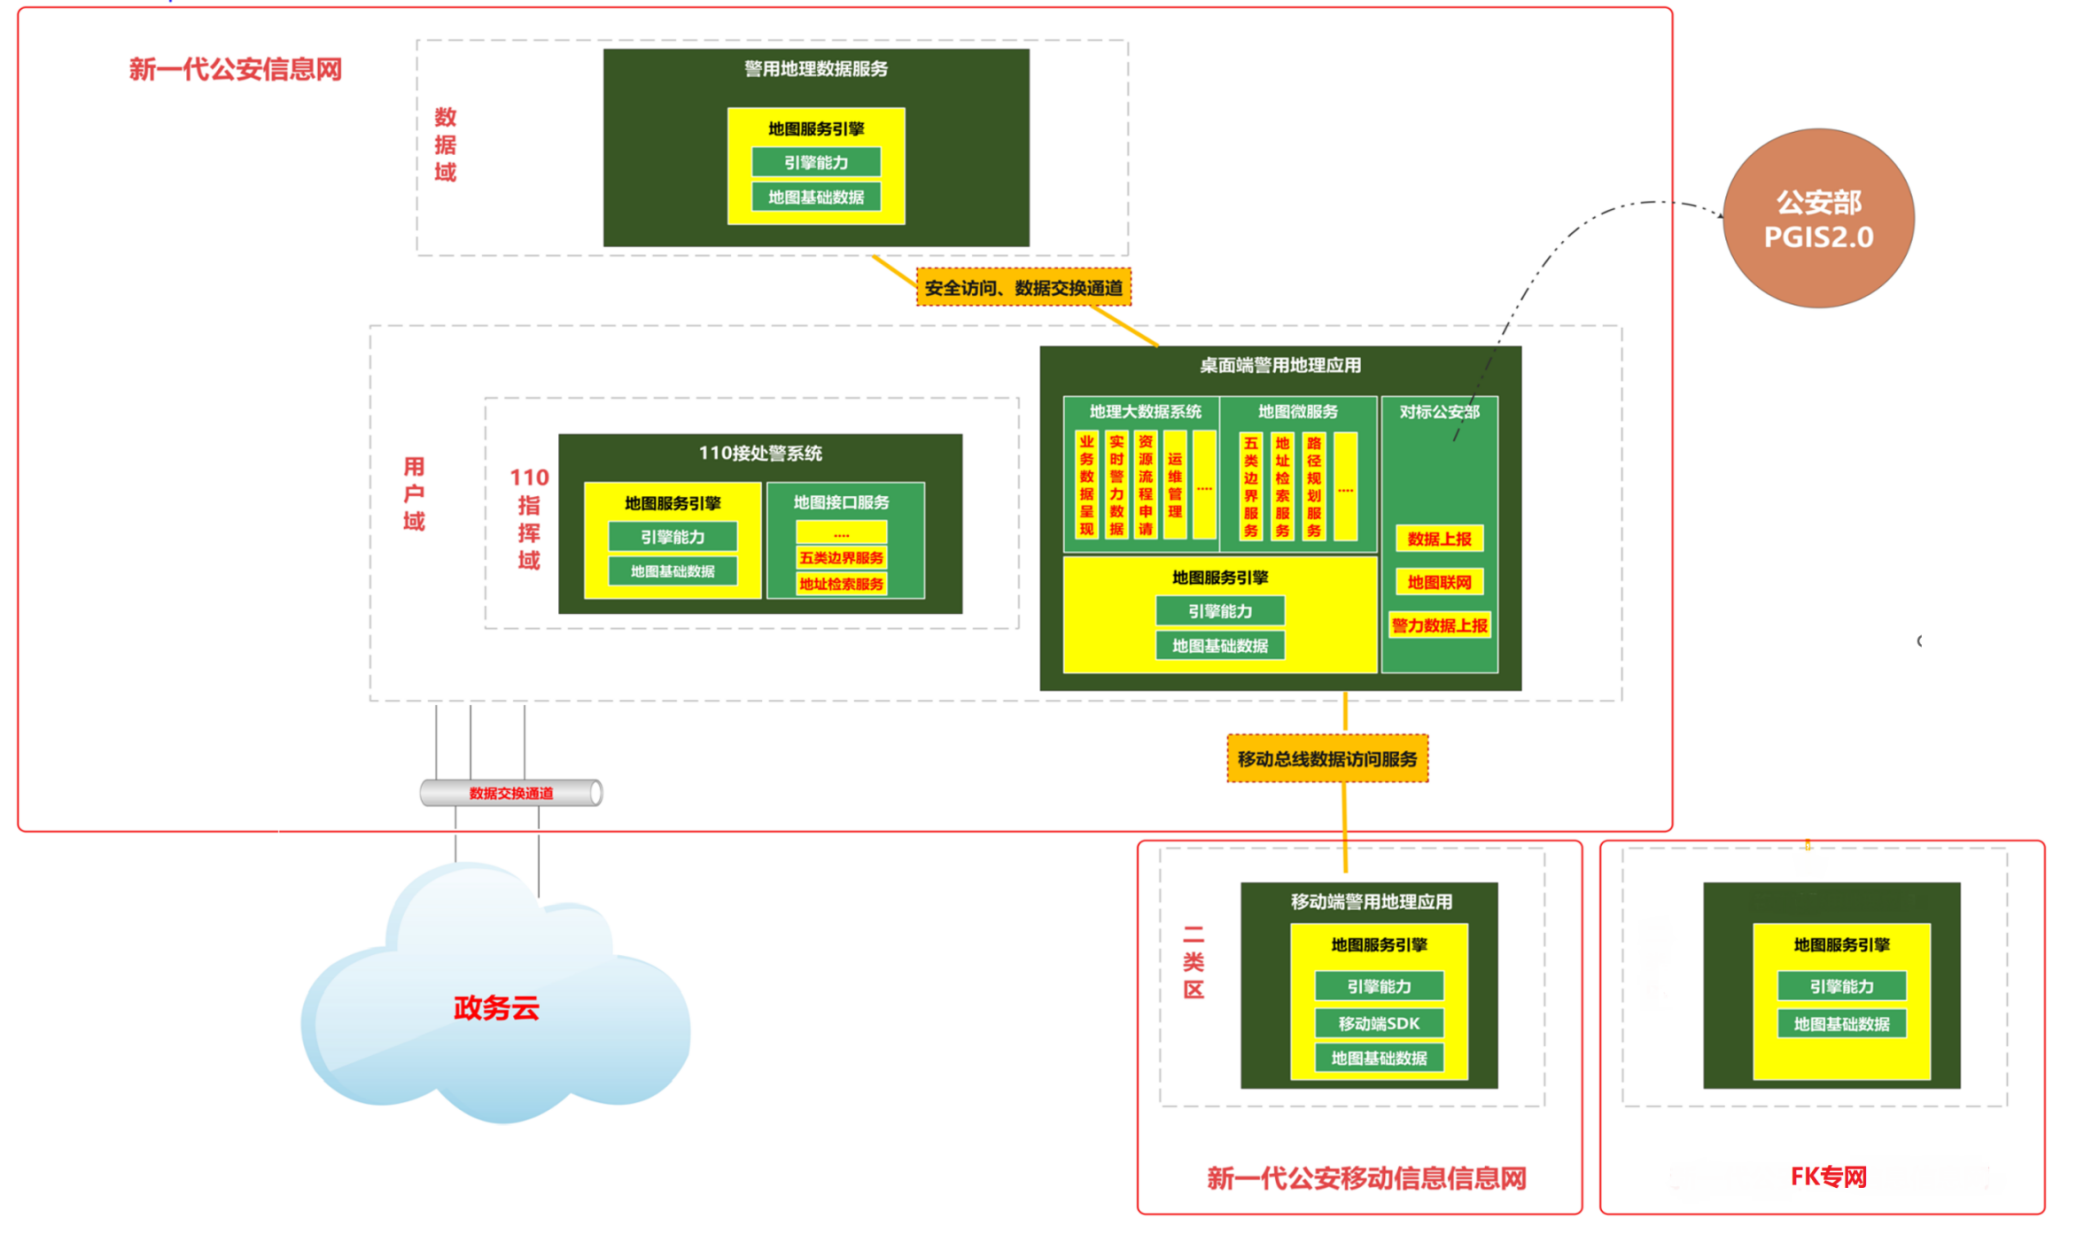 新一代公安信息网
数据域
警用地理数据服务
地图服务引擎
引擎能力
地图基础数据
公安部
PGIS2.0
安全访问、数据交换通道
用户域
110指挥域
110接处警系统
地图服务引擎
引擎能力
地图基础数据
地图接口服务
....
五类边界服务
地址检索服务
桌面端警用地理应用
地理大数据系统
业务数据呈现
实时警力数据
资源流程申请
运维管理
....
地图微服务
五类边界服务
地址检索服务
路径规划服务
....
对标公安部
数据上报
地图联网
警力数据上报
地图服务引擎
引擎能力
地图基础数据
移动总线数据访问服务
数据交换通道
政务云
二类区
移动端警用地理应用
地图服务引擎
引擎能力
移动端SDK
地图基础数据
新一代公安移动信息信息网
地图服务引擎
引擎能力
地图基础数据
FK专网